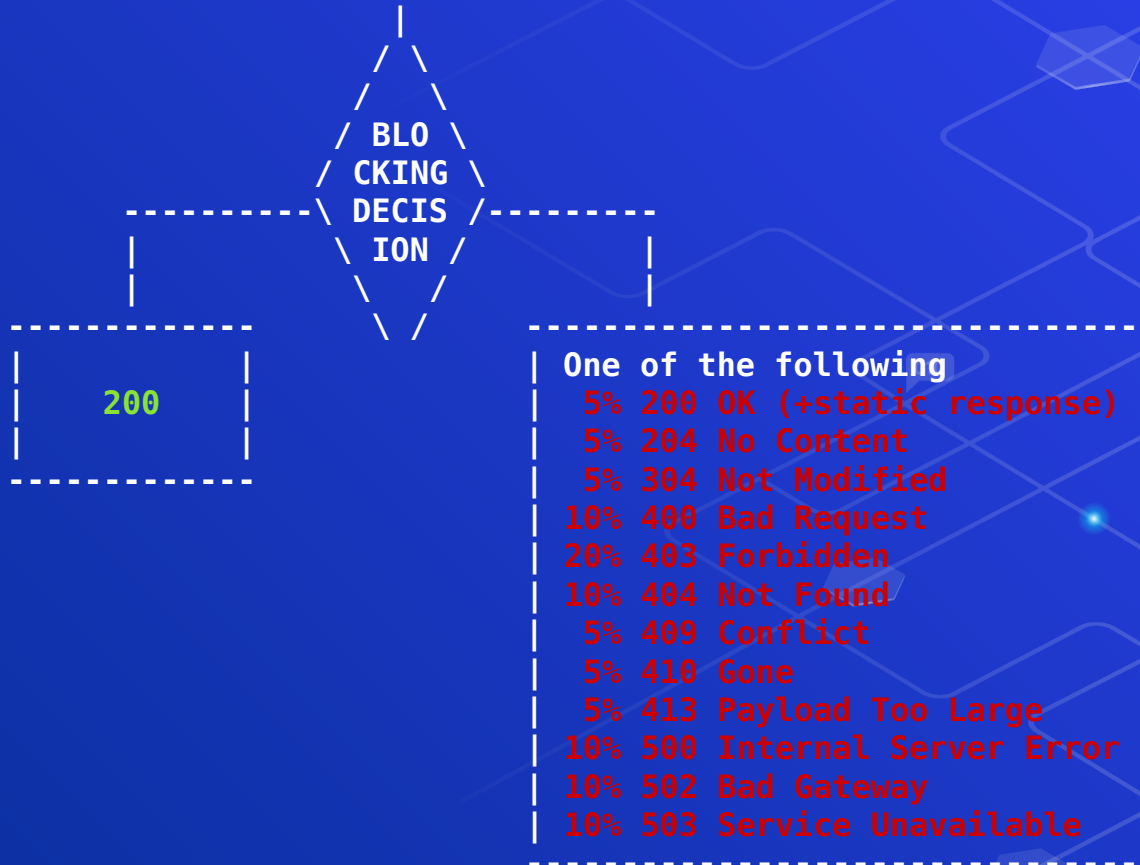 BLO
CKING
DECIS
ION
200
One of the following
5% 200 OK (+static response)
5% 204 No Content
5% 304 Not Modified
10% 400 Bad Request
20% 403 Forbidden
10% 404 Not Found
5% 409 Conflict
5% 410 Gone
5% 413 Payload Too Large
10% 500 Internal Server Error
10% 502 Bad Gateway
10% 503 Service Unavailable